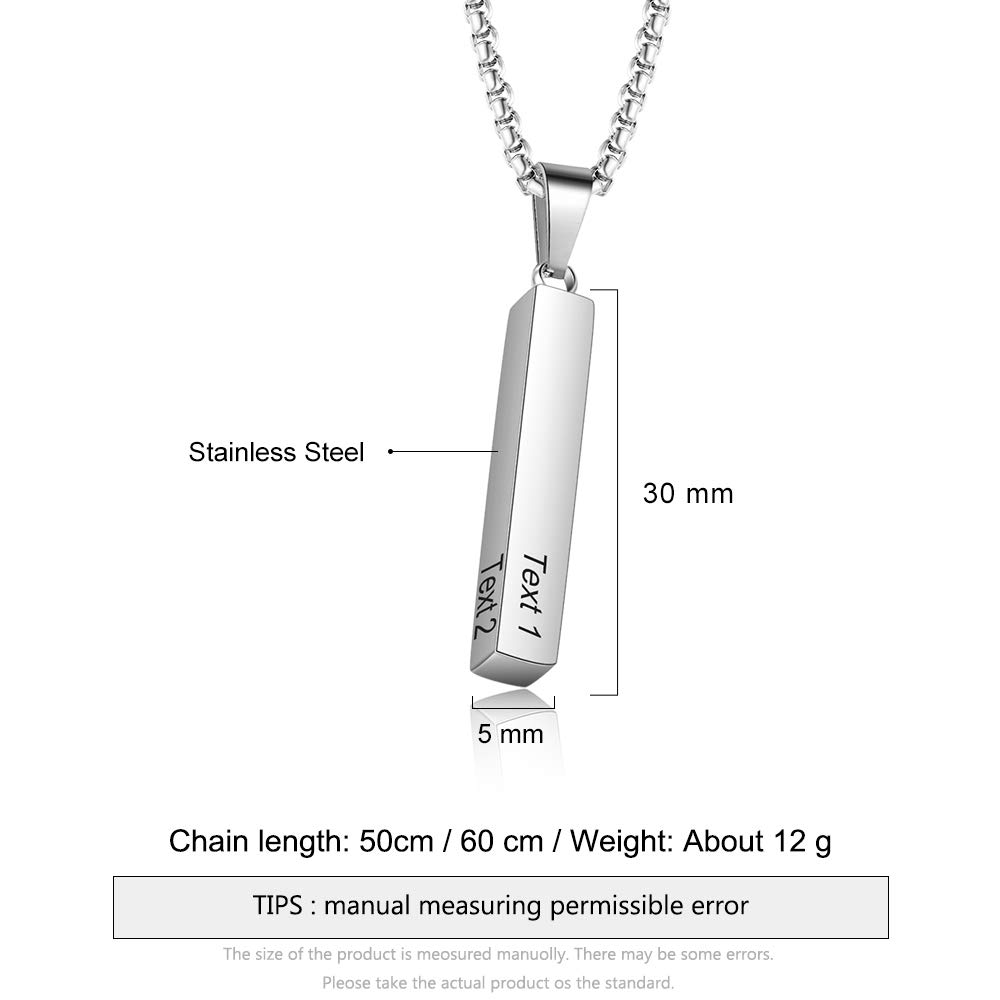 Stainless Steel
30 mm
Text 1
Text 2
5 mm
Chain length: 50cm / 60 cm / Weight: About 12 g
TIPS : manual measuring permissible error
The size of the product is meosured manuolly. There may be some errors.
Please take the actual product os the standard.